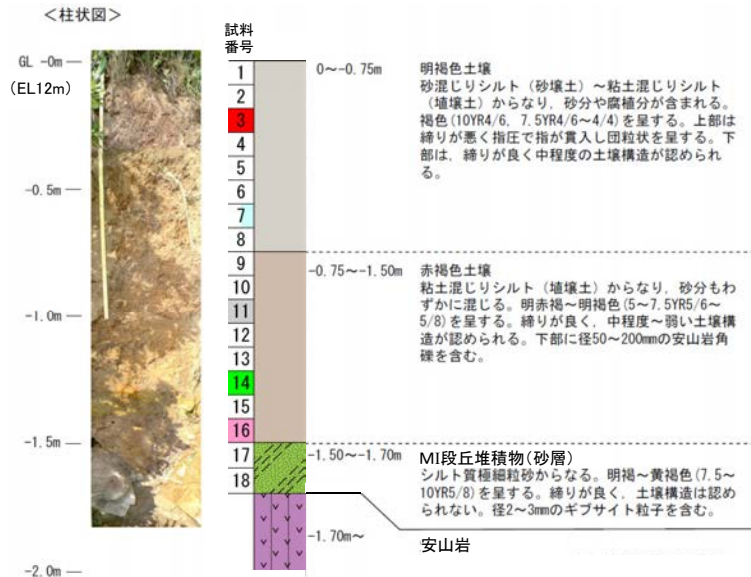 <柱状図>
試料
番号
GL -0m
(EL12m)
-0.5m
-1.0m
-1.5m
-2.0m
1
2
3
4
5
6
7
8
9
10
11
12
13
14
15
16
17
18
0~-0.75m
明褐色土壌
砂混じりシルト(砂壌土)~粘土混じりシルト
(埴壌土)からなり,砂分や腐植分が含まれる。
褐色(10YR4/6, 7.5YR4/6~4/4)を呈する。上部は
締りが悪く指圧で指が貫入し団粒状を呈する。下
部は,締りが良く中程度の土壌構造が認められ
る。
-0.75~-1.50m
赤褐色土壌
粘土混じりシルト(埴壌土)からなり,砂分もわ
ずかに混じる。明赤褐~明褐色(5~7.5YR5/6~
5/8)を呈する。締りが良く,中程度~弱い土壌構
造が認められる。下部に径50~200mmの安山岩角
礫を含む。
-1.50~-1.70m
MI段丘堆積物(砂層)
シルト質極細粒砂からなる。明褐~黄褐色(7.5~
10YR5/8)を呈する。締りが良く,土壌構造は認め
られない。径2~3mmのギブサイト粒子を含む。
-1.70m~
安山岩